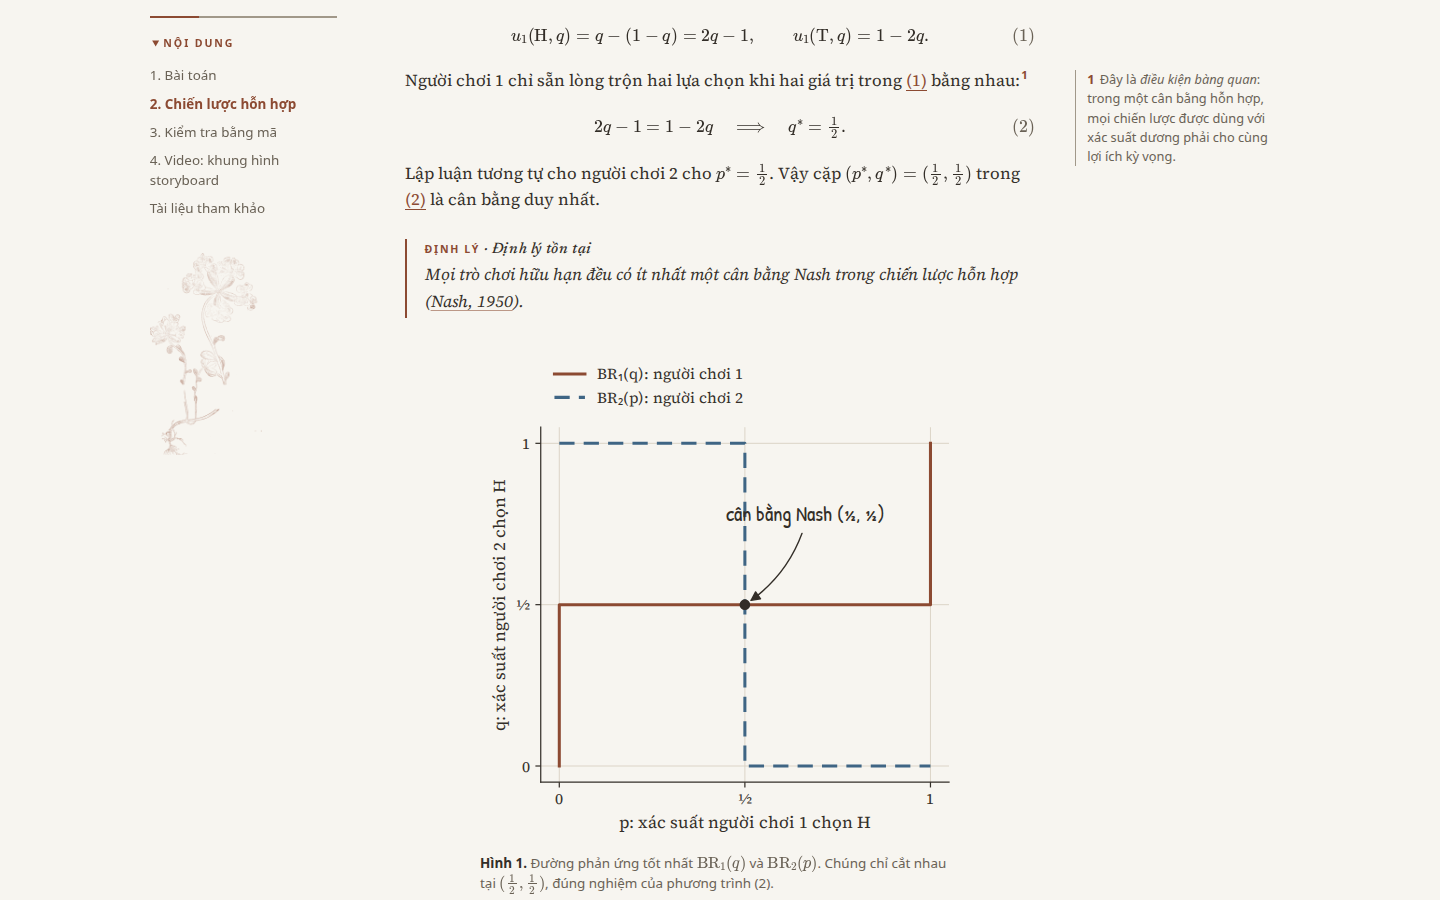 NỘI DUNG
1. Bài toán
2. Chiến lược hỗn hợp
3. Kiểm tra bằng mã
4. Video: khung hình
storyboard
Tài liệu tham khảo
u₁(H, q) = q − (1 − q) = 2q − 1, u₁(T, q) = 1 − 2q. (1)
Người chơi 1 chỉ sẵn lòng trộn hai lựa chọn khi hai giá trị trong (1) bằng nhau:¹
2q − 1 = 1 − 2q ⟹ q* = 1/2. (2)
Lập luận tương tự cho người chơi 2 cho p* = 1/2. Vậy cặp (p*, q*) = (1/2, 1/2) trong
(2) là cân bằng duy nhất.
ĐỊNH LÝ · Định lý tồn tại
Mọi trò chơi hữu hạn đều có ít nhất một cân bằng Nash trong chiến lược hỗn hợp
(Nash, 1950).
BR₁(q): người chơi 1
BR₂(p): người chơi 2
q: xác suất người chơi 2 chọn H
1
½
0
cân bằng Nash (½, ½)
0 ½ 1
p: xác suất người chơi 1 chọn H
Hình 1. Đường phản ứng tốt nhất BR₁(q) và BR₂(p). Chúng chỉ cắt nhau
tại (1/2, 1/2), đúng nghiệm của phương trình (2).
1 Đây là điều kiện bàng quan:
trong một cân bằng hỗn hợp,
mọi chiến lược được dùng với
xác suất dương phải cho cùng
lợi ích kỳ vọng.